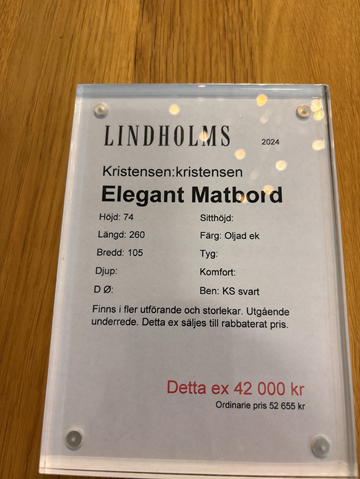 LINDHOLMS 2024
Kristensen:kristensen
Elegant Matbord
Höjd: 74 Sitthöjd:
Längd: 260 Färg: Oljad ek
Bredd: 105 Tyg:
Djup: Komfort:
D Ø: Ben: KS svart
Finns i fler utförande och storlekar. Utgående
underrede. Detta ex säljes till rabbaterat pris.
Detta ex 42 000 kr
Ordinarie pris 52 655 kr